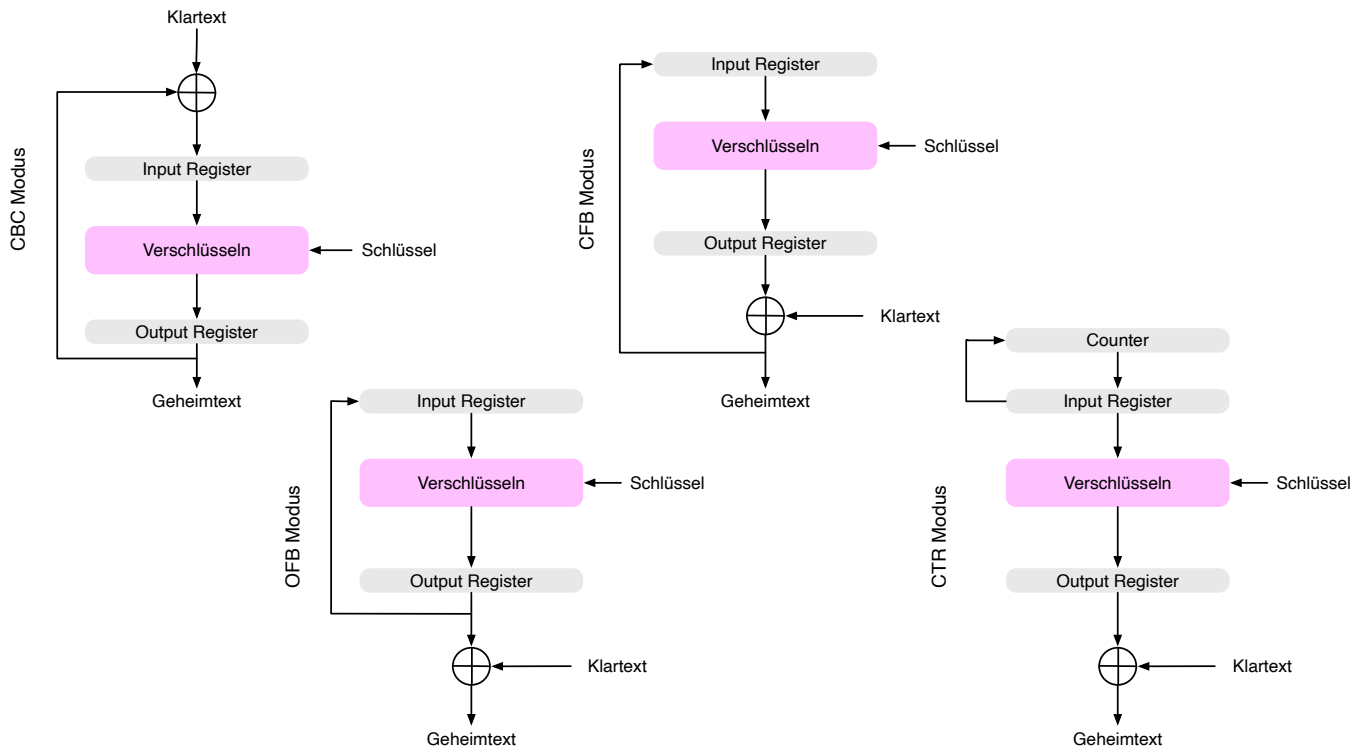 Klartext
CBC Modus
Input Register
Verschlüsseln
Schlüssel
Output Register
Geheimtext
Input Register
CFB Modus
Verschlüsseln
Schlüssel
Output Register
Klartext
Geheimtext
Input Register
OFB Modus
Verschlüsseln
Schlüssel
Output Register
Klartext
Geheimtext
Counter
Input Register
CTR Modus
Verschlüsseln
Schlüssel
Output Register
Klartext
Geheimtext